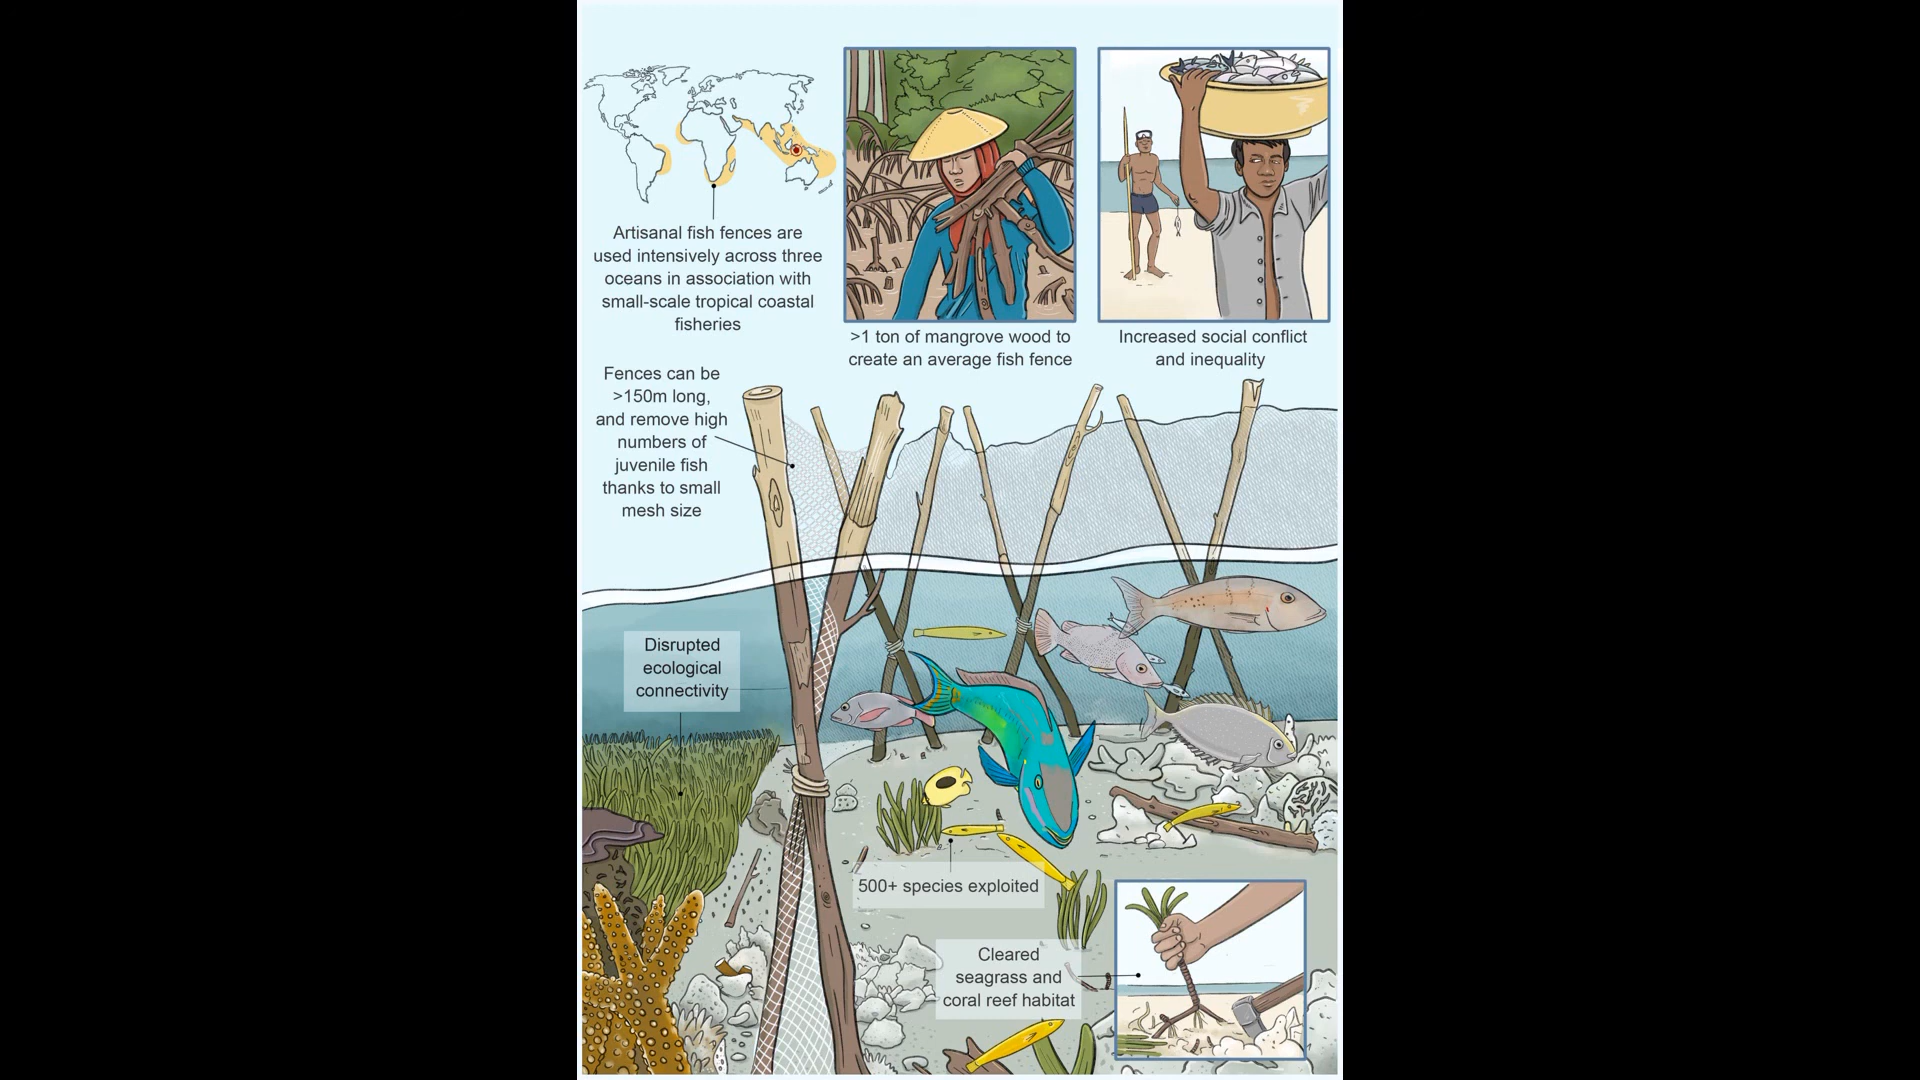 Artisanal fish fences are
used intensively across three
oceans in association with
small-scale tropical coastal
fisheries
>1 ton of mangrove wood to
create an average fish fence
Increased social conflict
and inequality
Fences can be
>150m long,
and remove high
numbers of
juvenile fish
thanks to small
mesh size
Disrupted
ecological
connectivity
500+ species exploited
Cleared
seagrass and
coral reef habitat